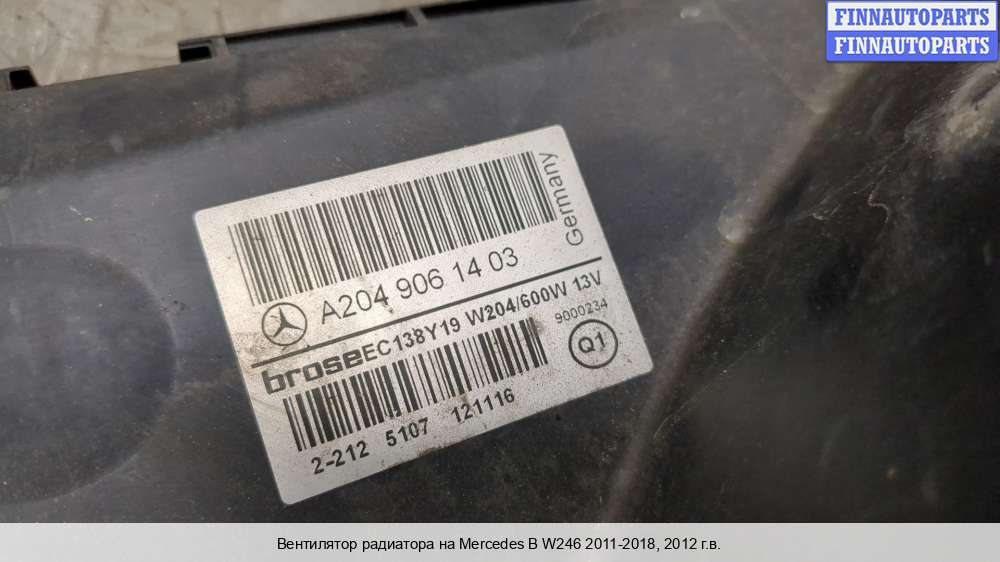 FINNAUTOPARTS
FINNAUTOPARTS
Germany
A204 906 14 03
brose EC138Y19 W204/600W 13V
9000234
Q1
2-212 5107 121116
Вентилятор радиатора на Mercedes B W246 2011-2018, 2012 г.в.